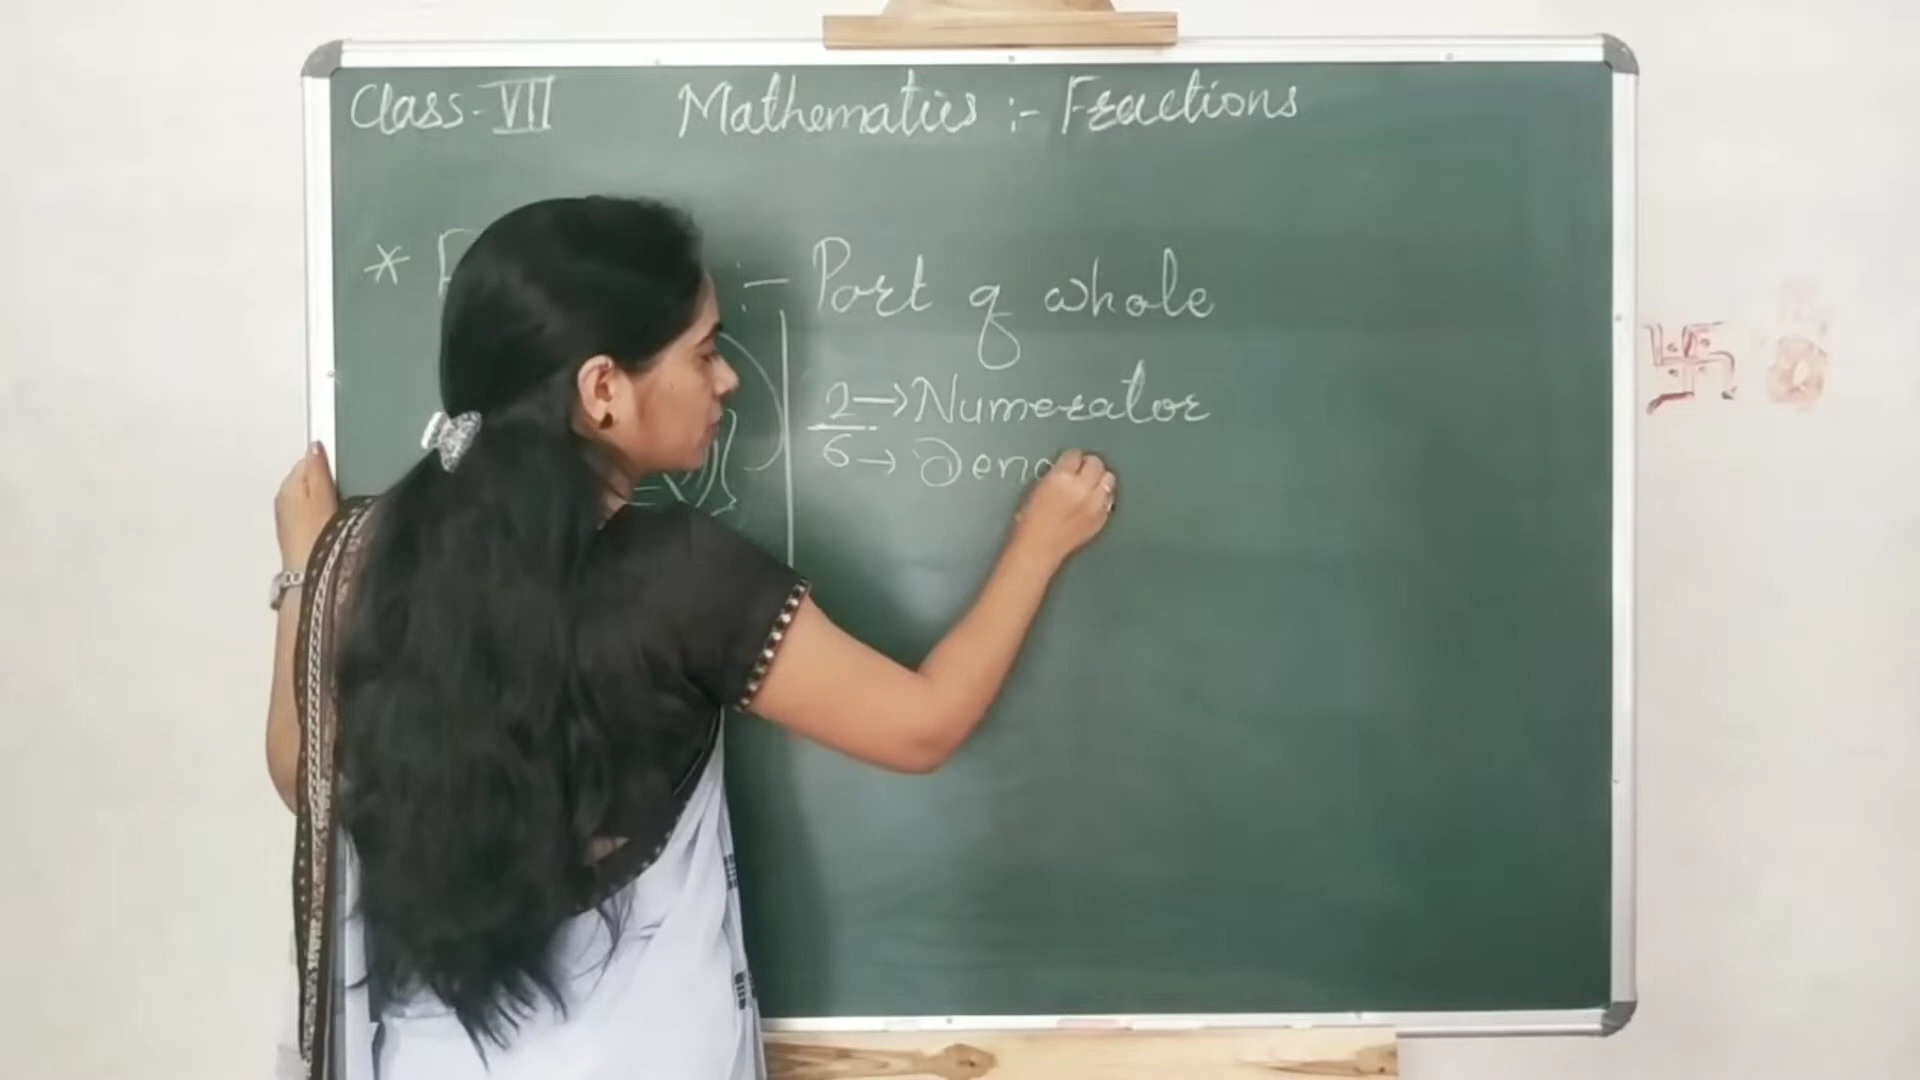 Class-VII Mathematics :- Fractions
* :- Part of whole
2→Numerator
6→ Deno